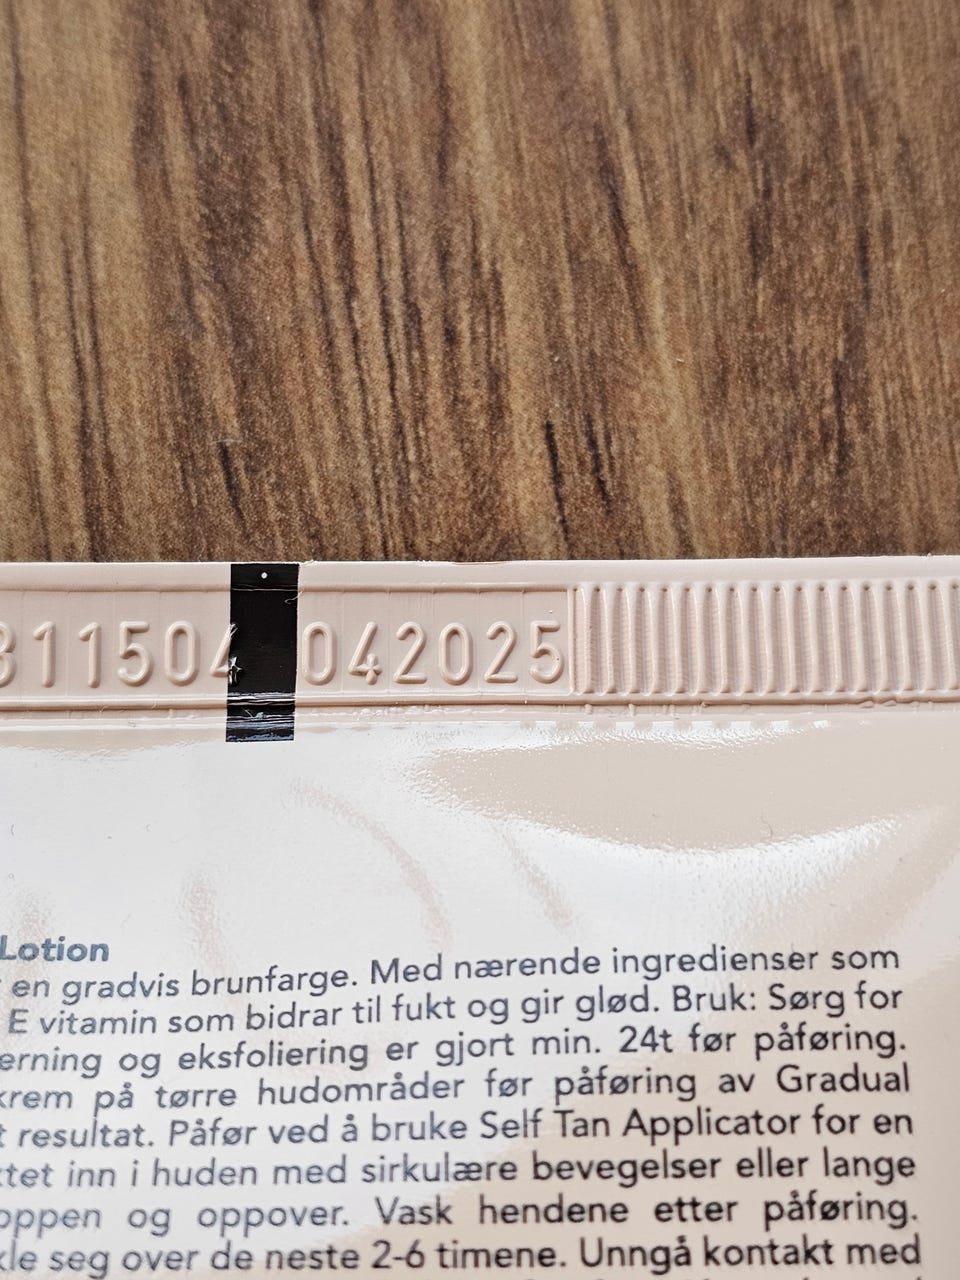 311504 042025
Lotion
en gradvis brunfarge. Med nærende ingredienser som
E vitamin som bidrar til fukt og gir glød. Bruk: Sørg for
erning og eksfoliering er gjort min. 24t før påføring.
krem på tørre hudområder før påføring av Gradual
t resultat. Påfør ved å bruke Self Tan Applicator for en
ktet inn i huden med sirkulære bevegelser eller lange
oppen og oppover. Vask hendene etter påføring.
kle seg over de neste 2-6 timene. Unngå kontakt med